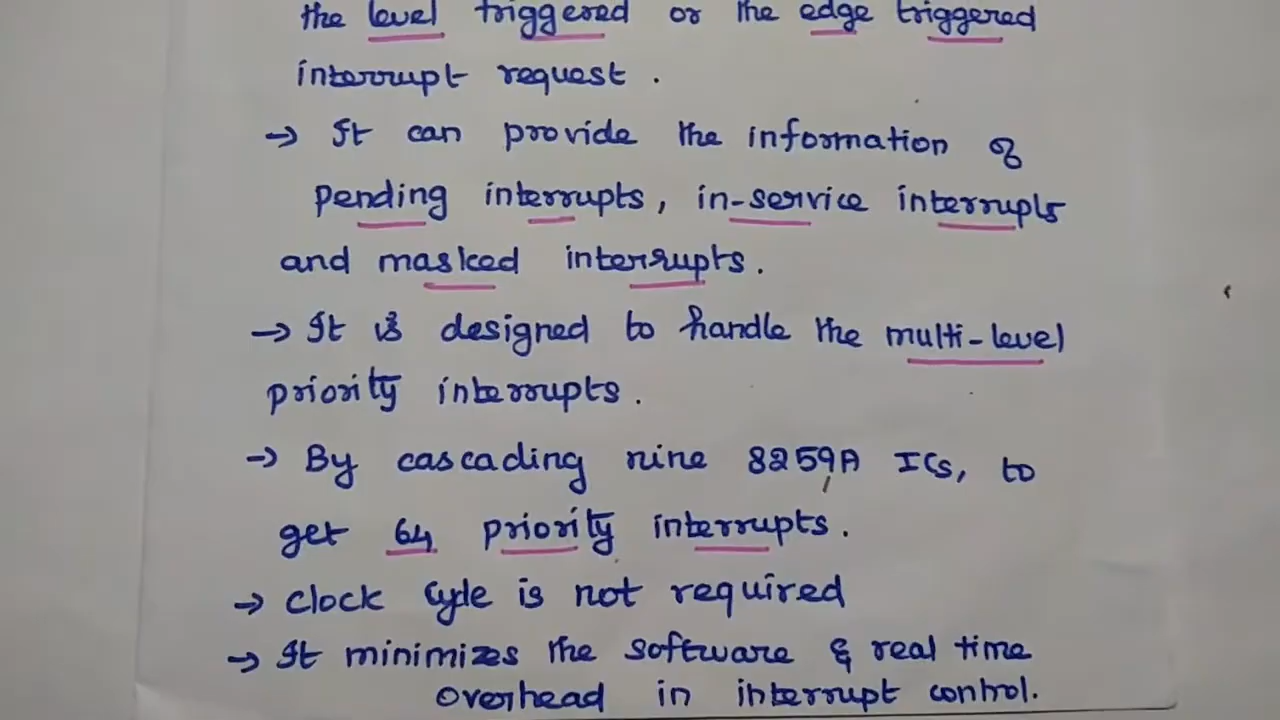 the level triggered or the edge triggered
interrupt request .
→ It can provide the information of
pending interrupts, in-service interrupts
and masked interrupts.
→ It is designed to handle the multi-level
priority interrupts.
→ By cascading nine 8259A ICs, to
get 64 priority interrupts.
→ Clock Cycle is not required
→ It minimizes the software & real time
overhead in interrupt control.